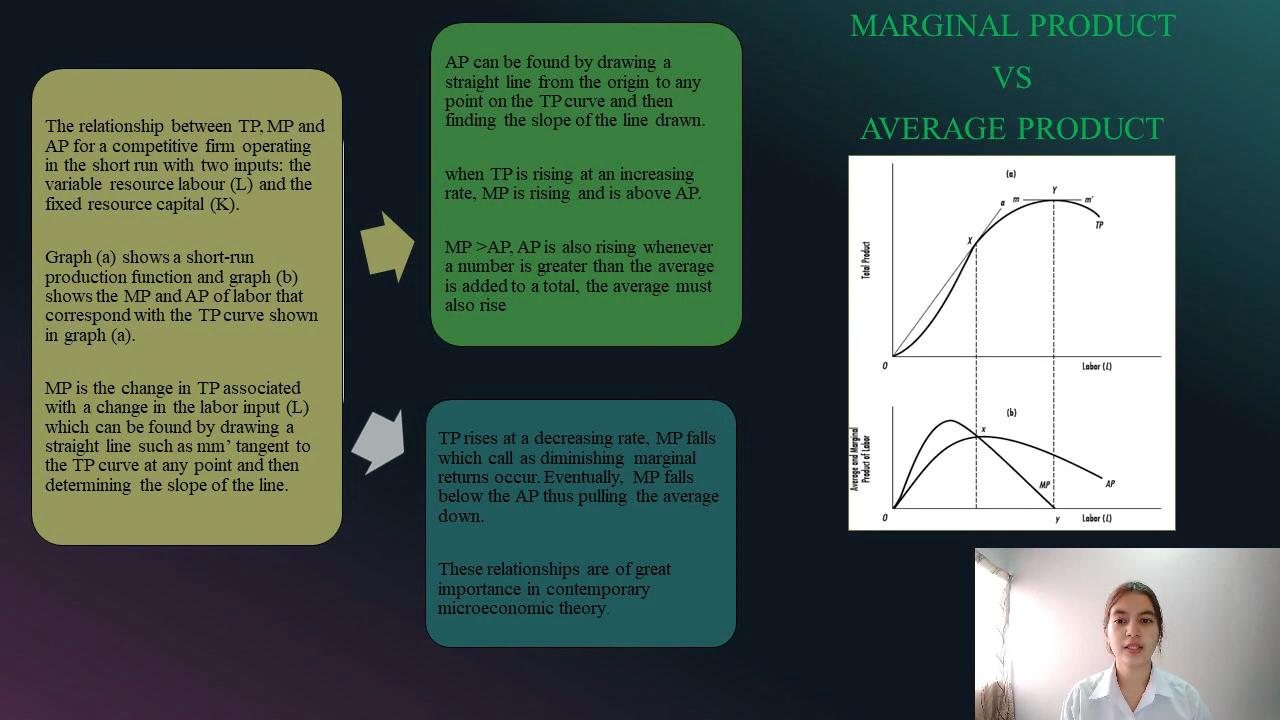 MARGINAL PRODUCT
VS
AVERAGE PRODUCT
The relationship between TP, MP and
AP for a competitive firm operating
in the short run with two inputs: the
variable resource labour (L) and the
fixed resource capital (K).
Graph (a) shows a short-run
production function and graph (b)
shows the MP and AP of labor that
correspond with the TP curve shown
in graph (a).
MP is the change in TP associated
with a change in the labor input (L)
which can be found by drawing a
straight line such as mm’ tangent to
the TP curve at any point and then
determining the slope of the line.
AP can be found by drawing a
straight line from the origin to any
point on the TP curve and then
finding the slope of the line drawn.
when TP is rising at an increasing
rate, MP is rising and is above AP.
MP >AP, AP is also rising whenever
a number is greater than the average
is added to a total, the average must
also rise
TP rises at a decreasing rate, MP falls
which call as diminishing marginal
returns occur. Eventually, MP falls
below the AP thus pulling the average
down.
These relationships are of great
importance in contemporary
microeconomic theory.
(a)
Total Product
a
m
Y
m'
X
TP
O
Labor (L)
(b)
Average and Marginal
Product of Labor
x
MP
AP
O
y
Labor (L)